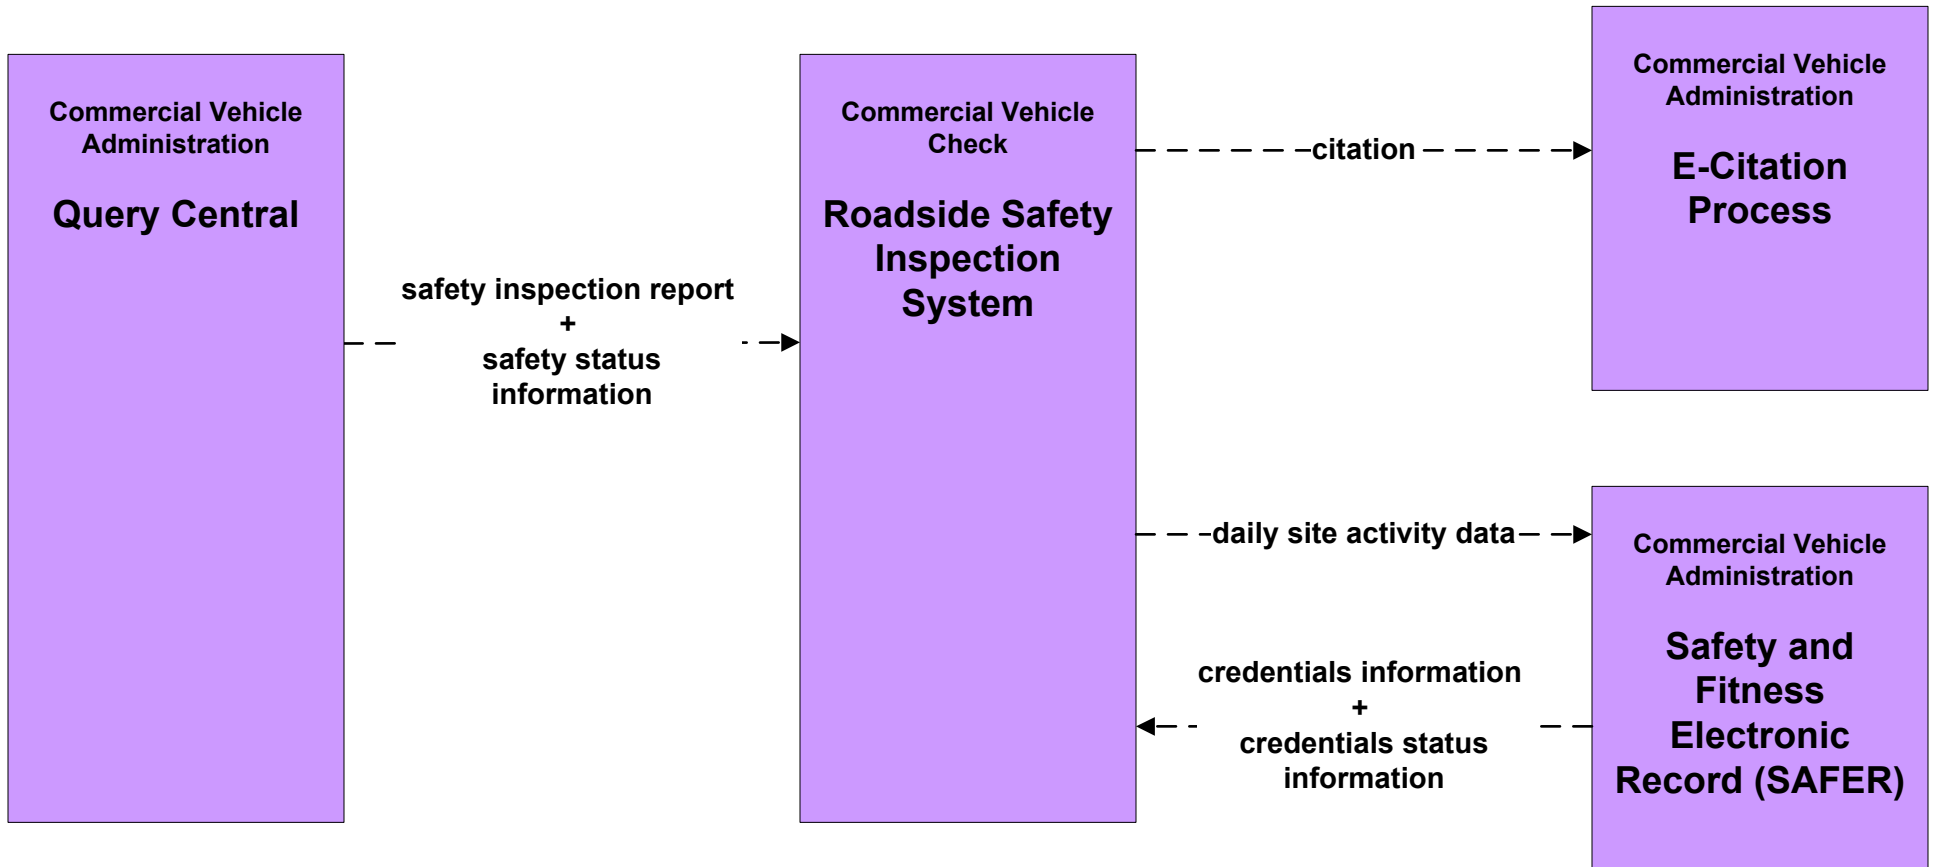 Commercial Vehicle
Administration
Query Central
safety inspection report
+
safety status
information
Commercial Vehicle
Check
Roadside Safety
Inspection
System
citation
Commercial Vehicle
Administration
E-Citation
Process
daily site activity data
credentials information
+
credentials status
information
Commercial Vehicle
Administration
Safety and
Fitness
Electronic
Record (SAFER)